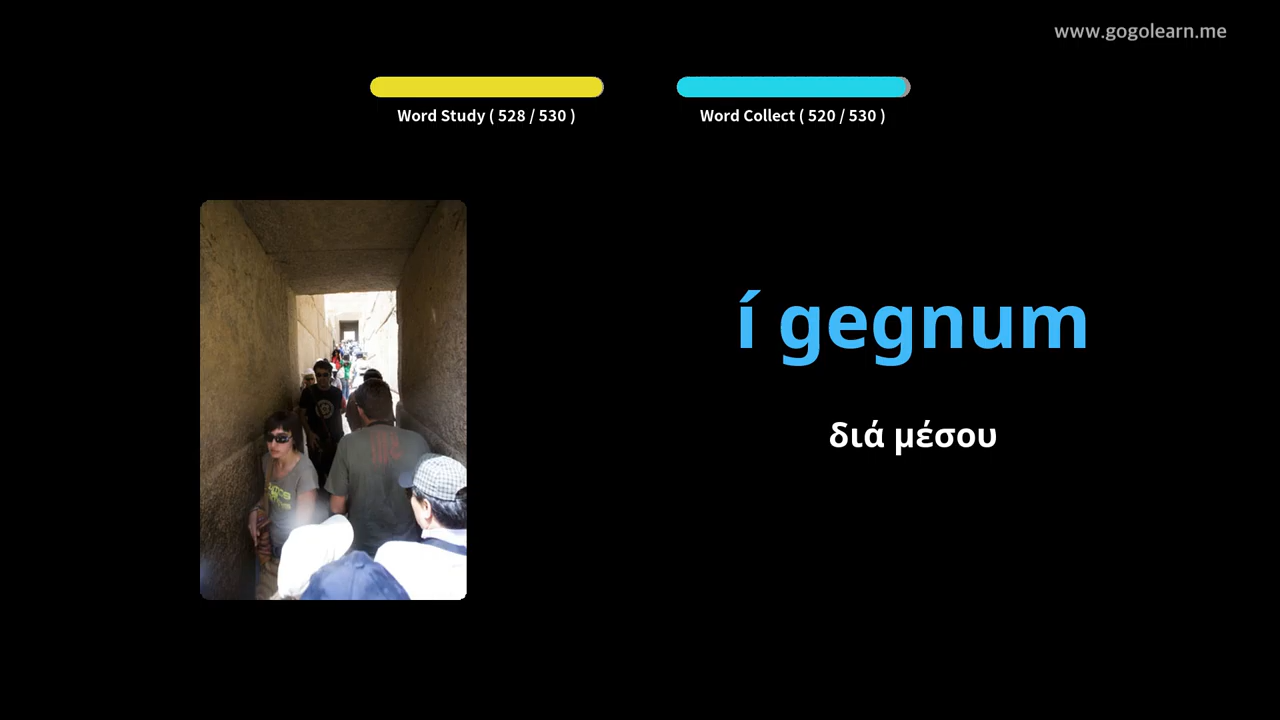 www.gogolearn.me
Word Study ( 528 / 530 )
Word Collect ( 520 / 530 )
í gegnum
διά μέσου